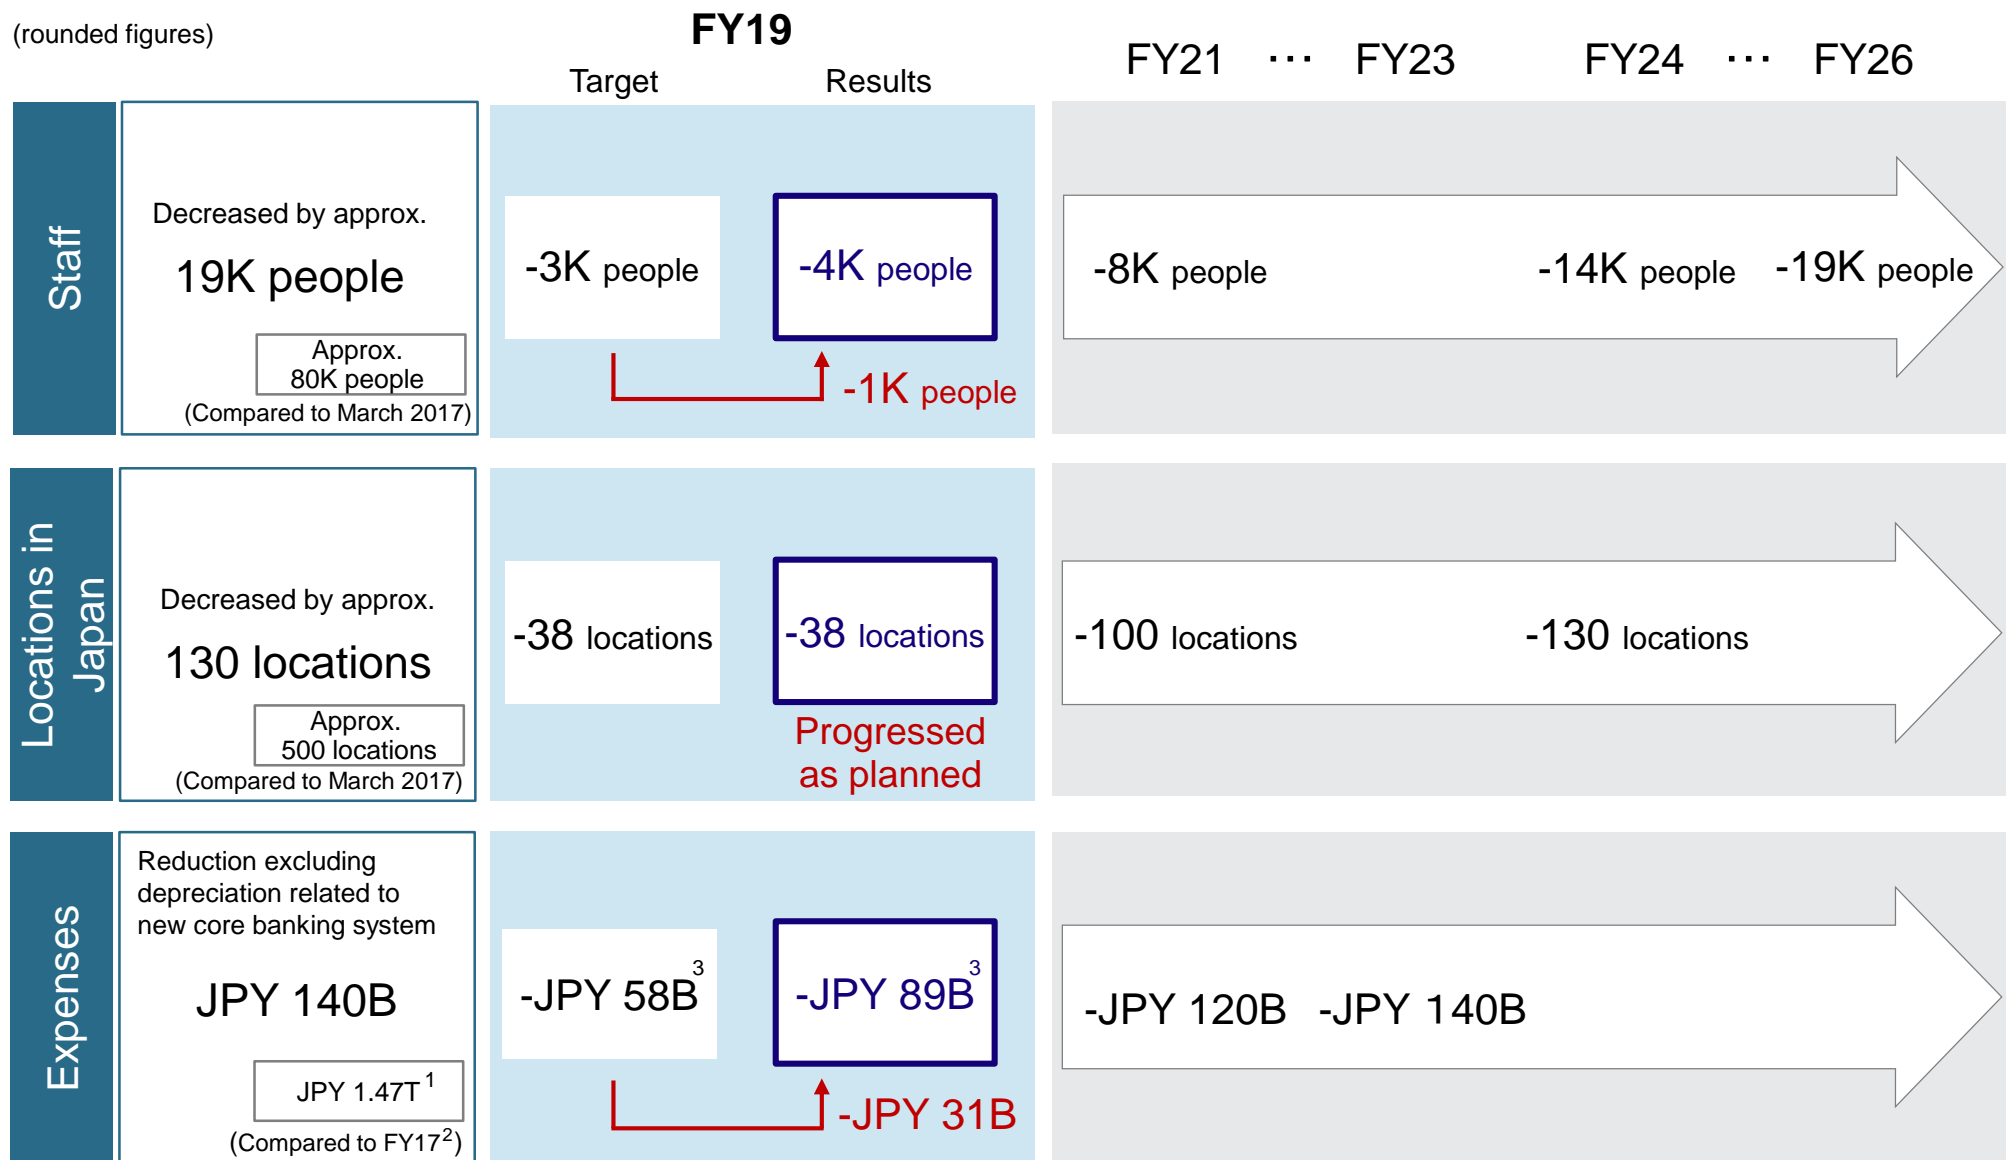 (rounded figures)
FY19
Target
Results
FY21 ··· FY23
FY24 ··· FY26
Staff
Decreased by approx.
19K people
Approx.
80K people
(Compared to March 2017)
-3K people
-4K people
-1K people
-8K people
-14K people
-19K people
Locations in
Japan
Decreased by approx.
130 locations
Approx.
500 locations
(Compared to March 2017)
-38 locations
-38 locations
Progressed
as planned
-100 locations
-130 locations
Expenses
Reduction excluding
depreciation related to
new core banking system
JPY 140B
JPY 1.47T 1
(Compared to FY17 2)
-JPY 58B 3
-JPY 89B 3
-JPY 31B
-JPY 120B
-JPY 140B